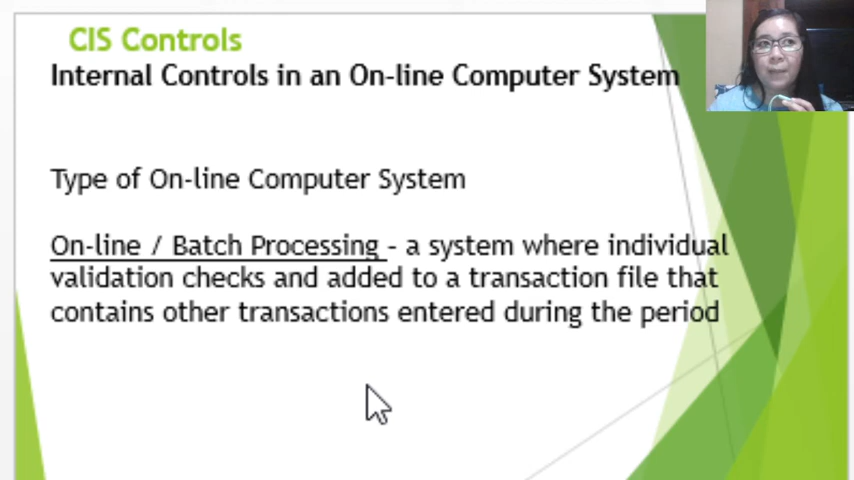 CIS Controls
Internal Controls in an On-line Computer System
Type of On-line Computer System
On-line / Batch Processing - a system where individual
validation checks and added to a transaction file that
contains other transactions entered during the period